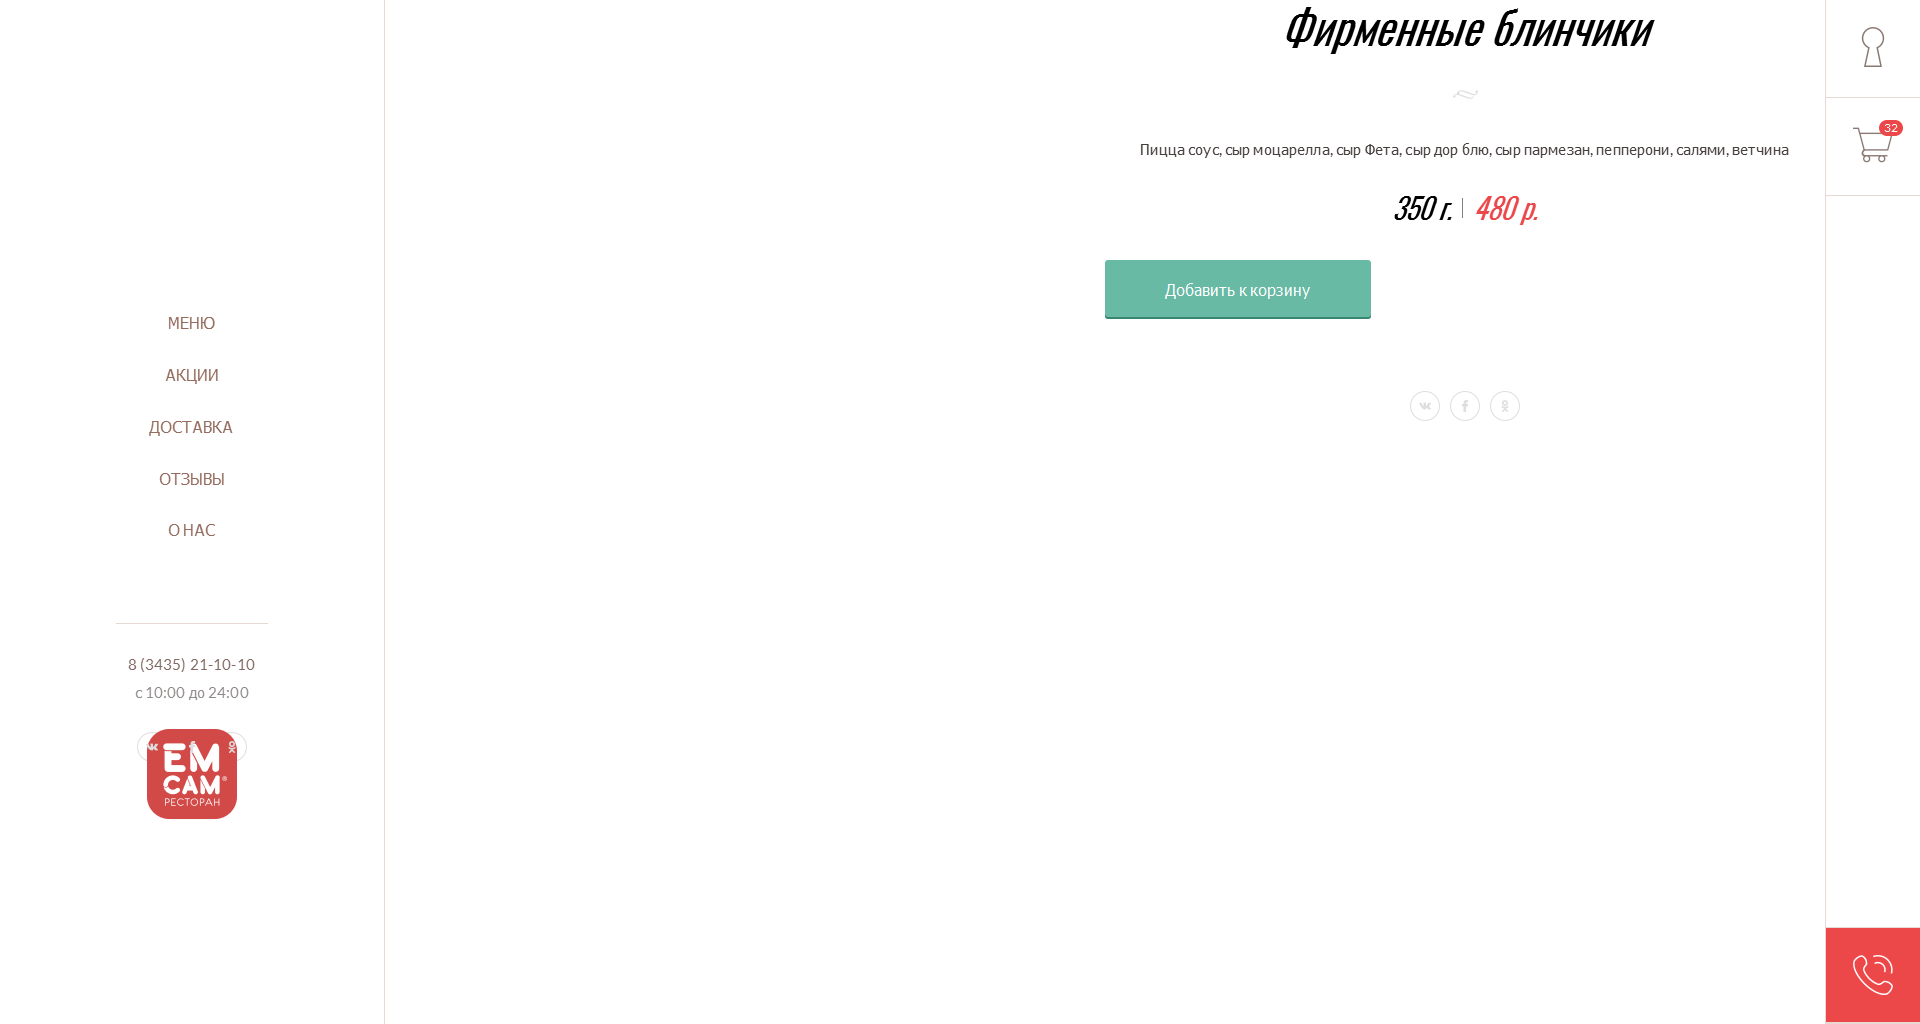 МЕНЮ
АКЦИИ
ДОСТАВКА
ОТЗЫВЫ
О НАС
8 (3435) 21-10-10
с 10:00 до 24:00
ЕМ
САМ®
РЕСТОРАН
Фирменные блинчики
Пицца соус, сыр моцарелла, сыр Фета, сыр дор блю, сыр пармезан, пепперони, салями, ветчина
350 г. | 480 р.
Добавить к корзину
32